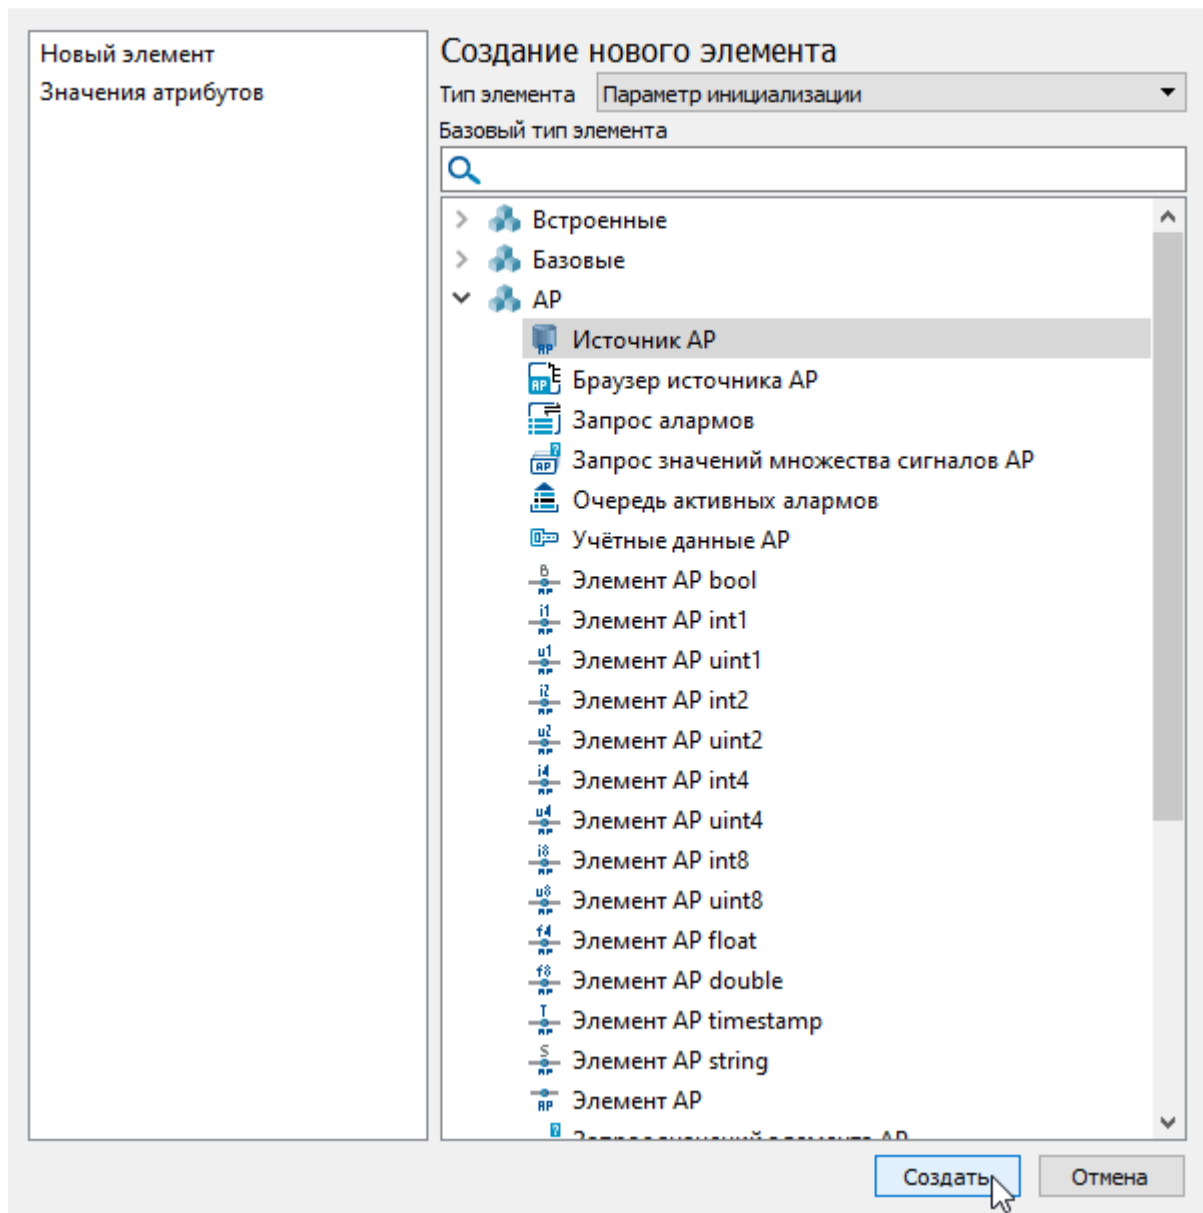 Новый элемент
Значения атрибутов
Создание нового элемента
Тип элемента Параметр инициализации
Базовый тип элемента
Встроенные
Базовые
AP
Источник AP
Браузер источника AP
Запрос алармов
Запрос значений множества сигналов AP
Очередь активных алармов
Учётные данные AP
Элемент AP bool
Элемент AP int1
Элемент AP uint1
Элемент AP int2
Элемент AP uint2
Элемент AP int4
Элемент AP uint4
Элемент AP int8
Элемент AP uint8
Элемент AP float
Элемент AP double
Элемент AP timestamp
Элемент AP string
Элемент AP
Запрос значений элемента AP
Создать Отмена